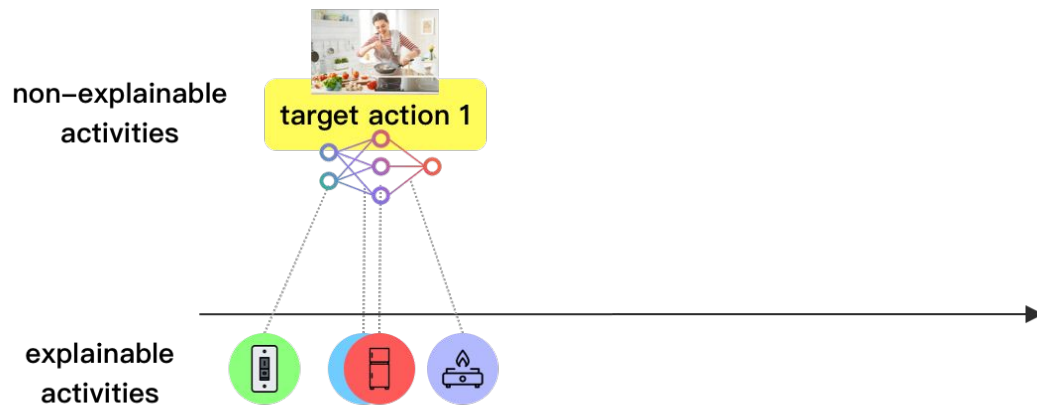 non-explainable
activities
target action 1
explainable
activities